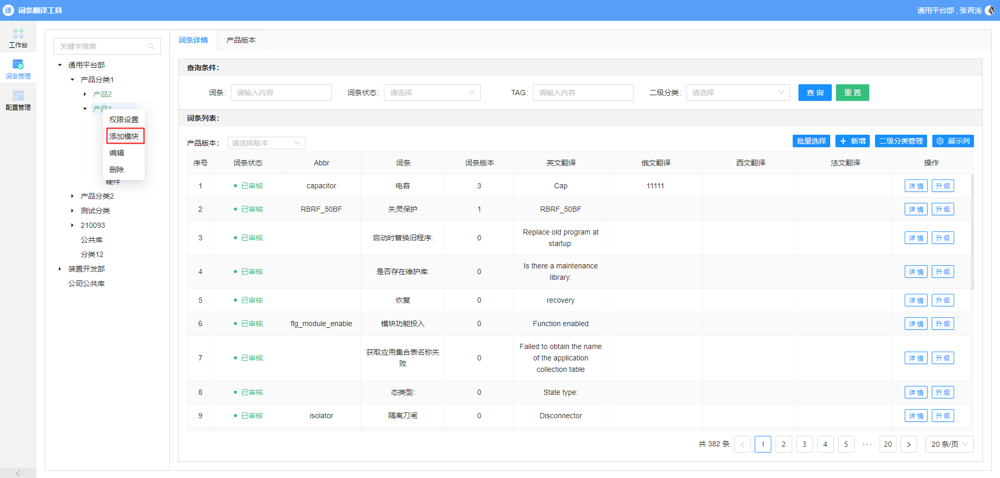 译 词条翻译工具
通用平台部 , 张青涛
工作台
词条管理
配置管理
关键字搜索
通用平台部
产品分类1
产品2
产品1
权限设置
添加模块
编辑
删除
硬件
产品分类2
测试分类
210093
公共库
分类12
装置开发部
公司公共库
词条详情 产品版本
查询条件：
词条： 请输入内容 词条状态： 请选择 TAG： 请输入内容 二级分类： 请选择 查 询 重 置
词条列表：
产品版本： 请选择版本 批量选择 + 新增 二级分类管理 展示列
序号 词条状态 Abbr 词条 词条版本 英文翻译 俄文翻译 西文翻译 法文翻译 操作
1 已审核 capacitor 电容 3 Cap 11111 详 情 升 级
2 已审核 RBRF_50BF 失灵保护 1 RBRF_50BF 详 情 升 级
3 已审核 启动时替换旧程序: 0 Replace old program at
startup: 详 情 升 级
4 已审核 是否存在维护库: 0 Is there a maintenance
library: 详 情 升 级
5 已审核 恢复 0 recovery 详 情 升 级
6 已审核 flg_module_enable 模块功能投入 0 Function enabled 详 情 升 级
7 已审核 获取应用集合表名称失
败 0 Failed to obtain the name
of the application
collection table 详 情 升 级
8 已审核 态类型: 0 State type: 详 情 升 级
9 已审核 isolator 隔离刀闸 0 Disconnector 详 情 升 级
共 382 条 < 1 2 3 4 5 ••• 20 > 20 条/页